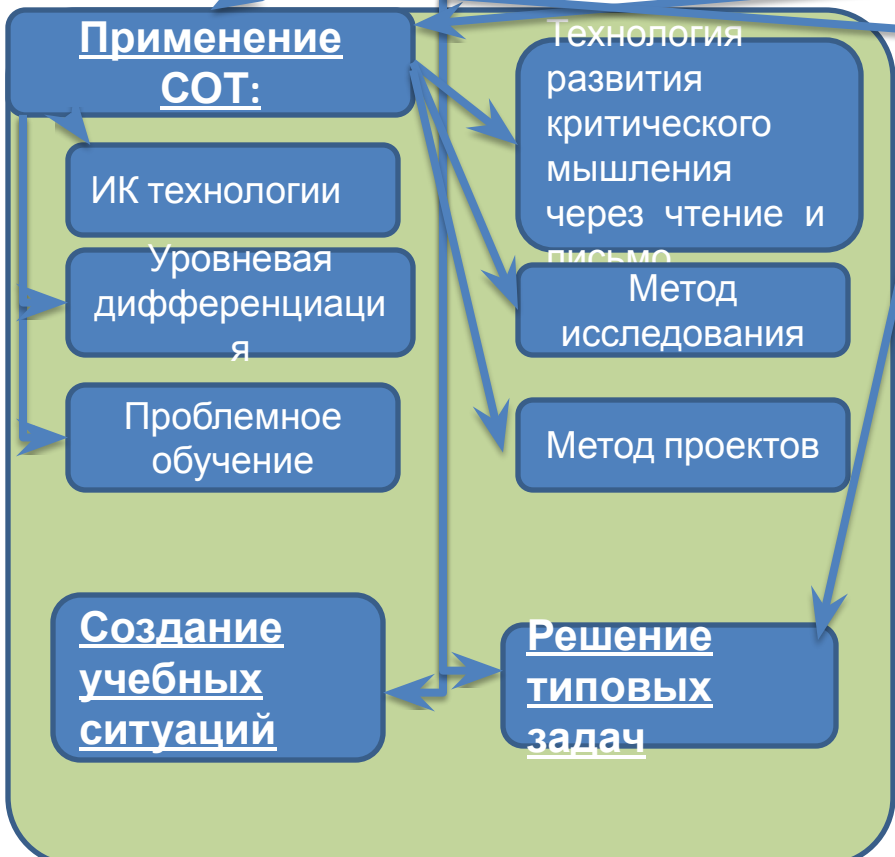 Применение
СОТ:
ИК технологии
Уровневая
дифференциаци
я
Проблемное
обучение
Технология
развития
критического
мышления
через чтение и
письмо
Метод
исследования
Метод проектов
Создание
учебных
ситуаций
Решение
типовых
задач